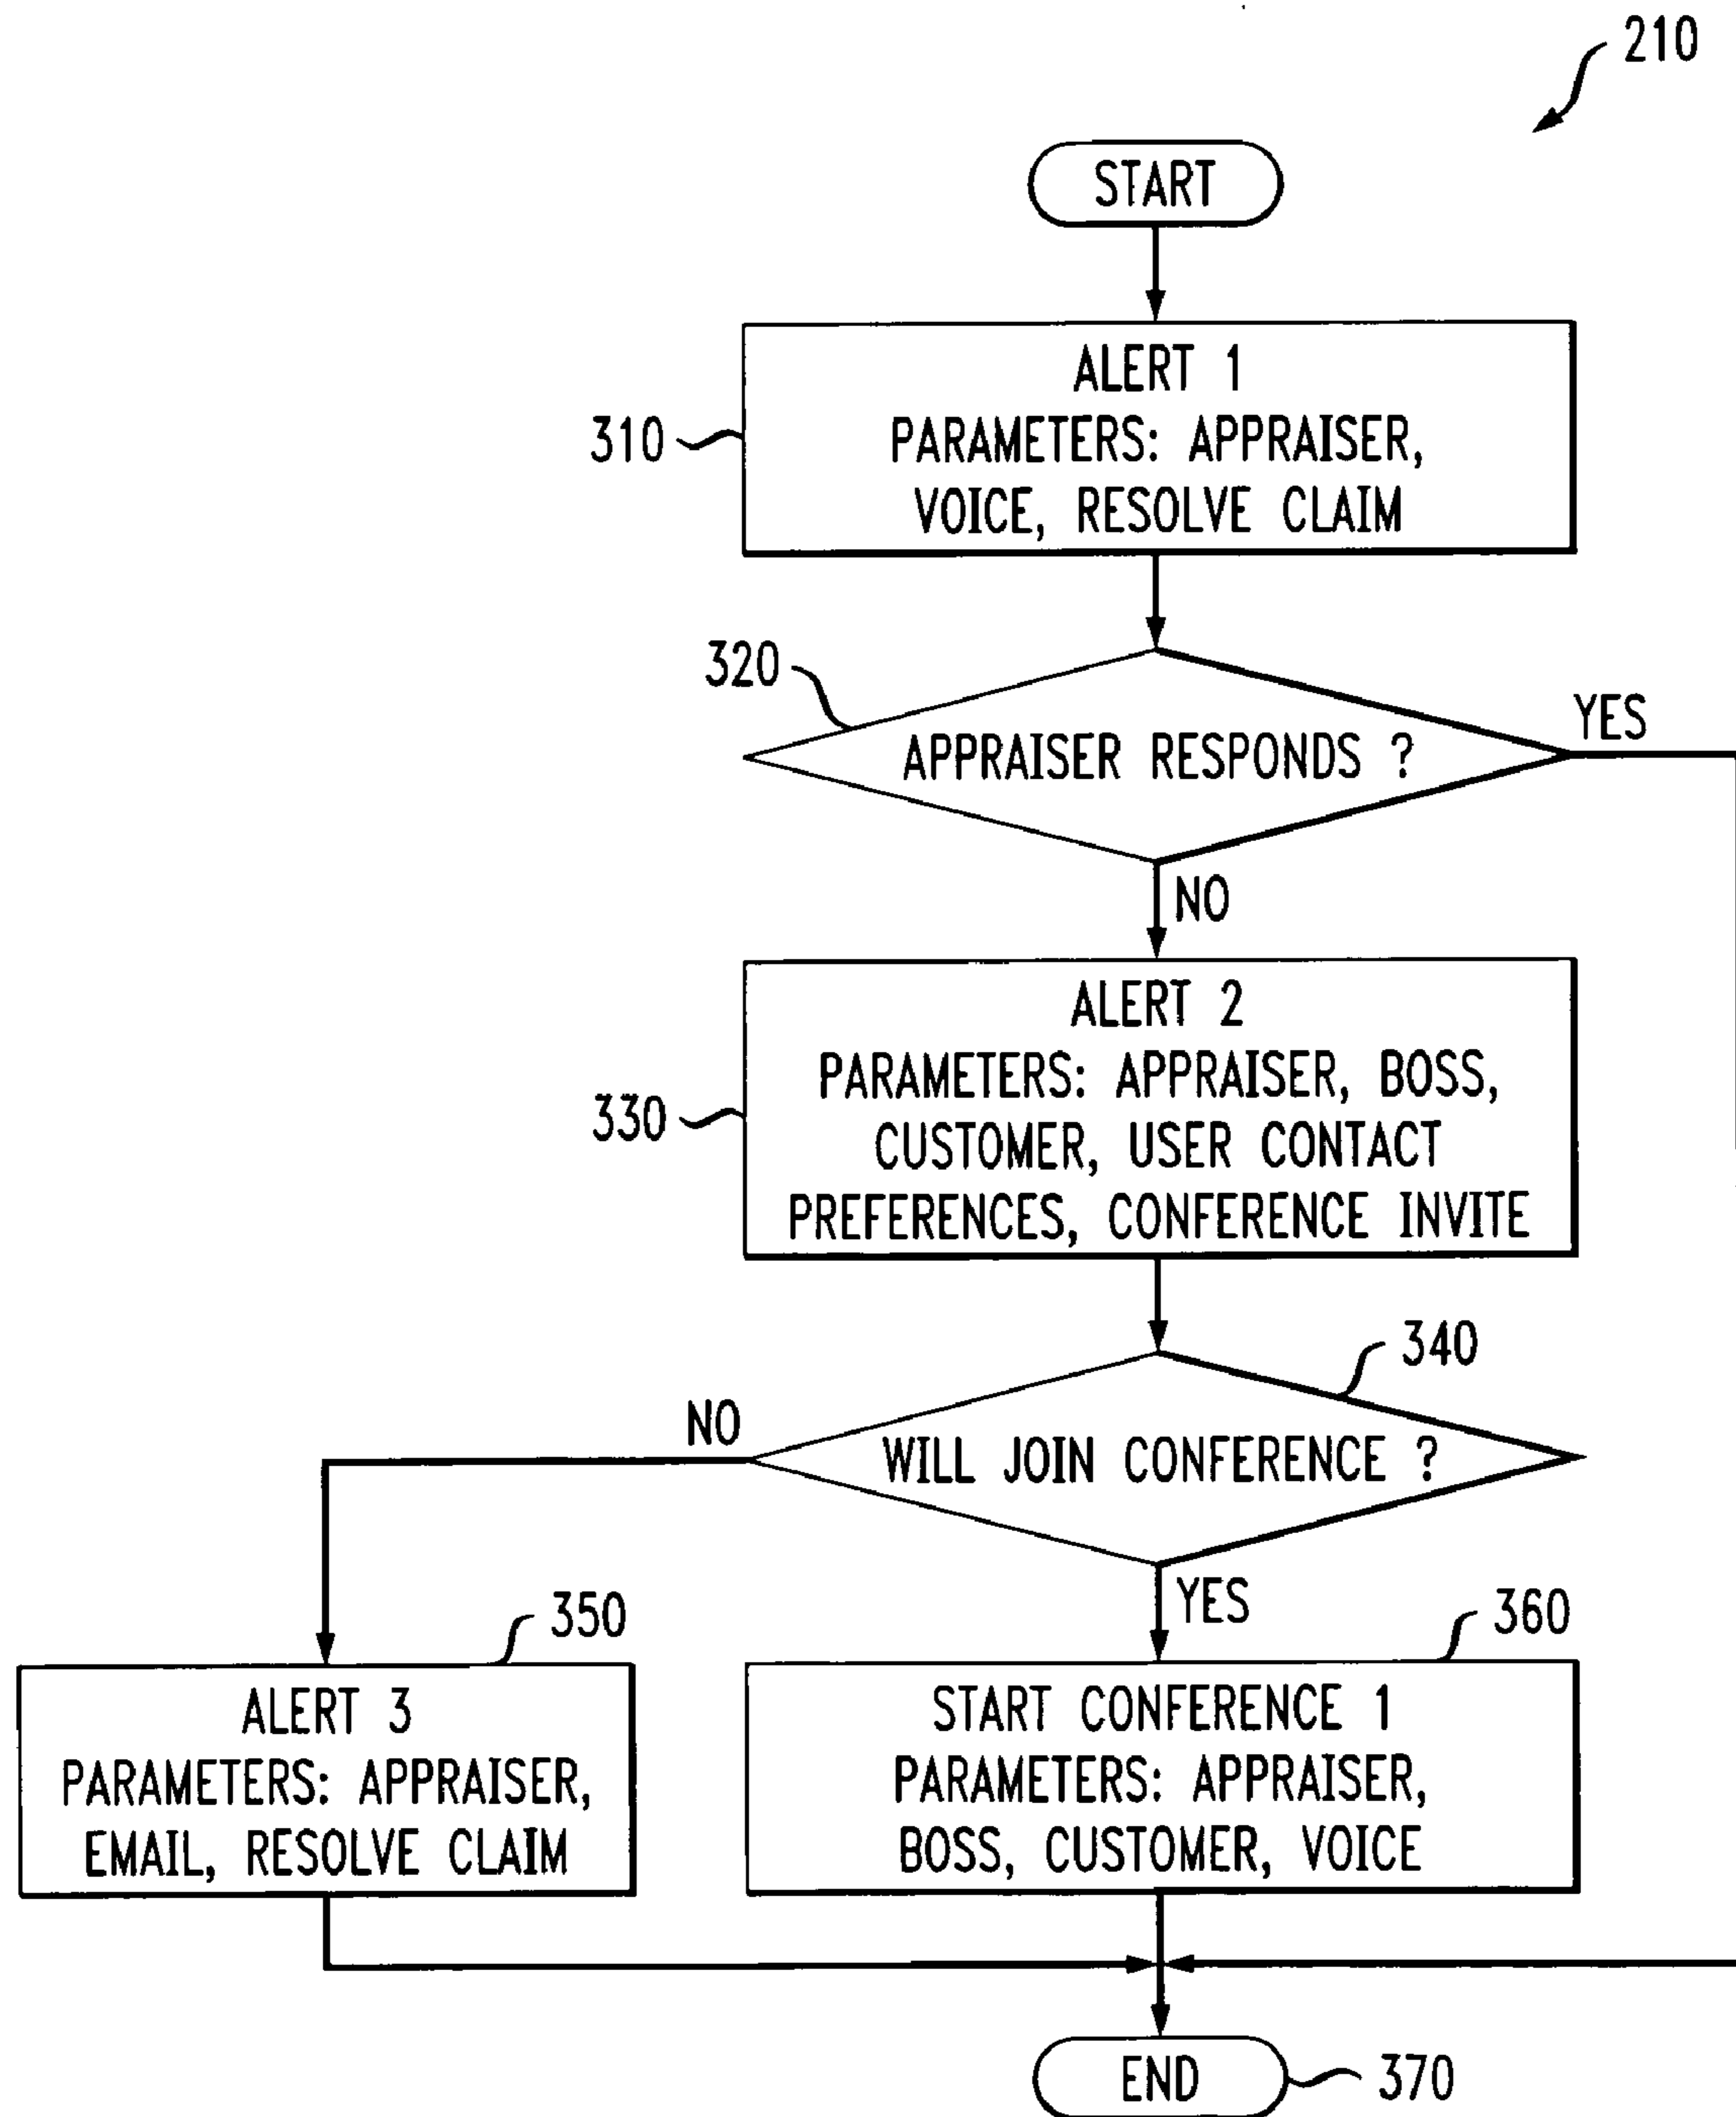 210
START
ALERT 1
PARAMETERS: APPRAISER,
VOICE, RESOLVE CLAIM
310
320
APPRAISER RESPONDS ?
YES
NO
ALERT 2
PARAMETERS: APPRAISER, BOSS,
CUSTOMER, USER CONTACT
PREFERENCES, CONFERENCE INVITE
330
340
NO
WILL JOIN CONFERENCE ?
YES
350
360
ALERT 3
PARAMETERS: APPRAISER,
EMAIL, RESOLVE CLAIM
START CONFERENCE 1
PARAMETERS: APPRAISER,
BOSS, CUSTOMER, VOICE
END
370